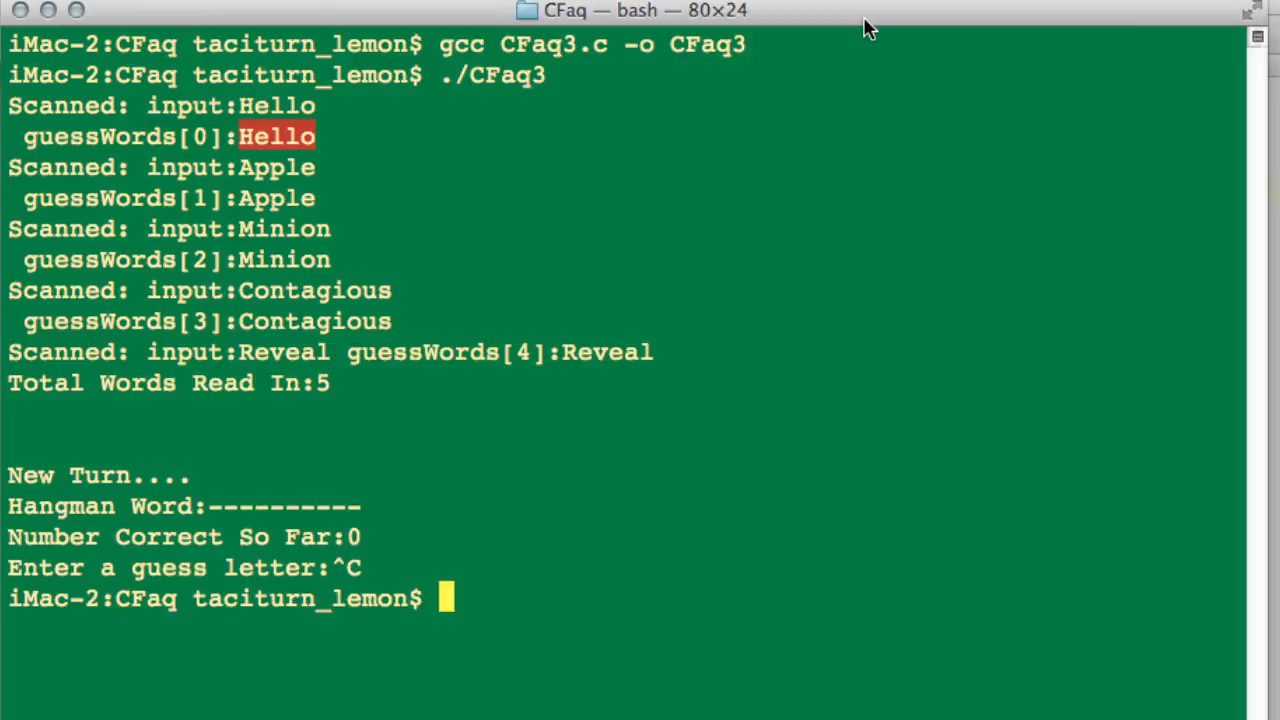 CFaq — bash — 80×24
iMac-2:CFaq taciturn_lemon$ gcc CFaq3.c -o CFaq3
iMac-2:CFaq taciturn_lemon$ ./CFaq3
Scanned: input:Hello
 guessWords[0]:Hello
Scanned: input:Apple
 guessWords[1]:Apple
Scanned: input:Minion
 guessWords[2]:Minion
Scanned: input:Contagious
 guessWords[3]:Contagious
Scanned: input:Reveal guessWords[4]:Reveal
Total Words Read In:5
New Turn....
Hangman Word:----------
Number Correct So Far:0
Enter a guess letter:^C
iMac-2:CFaq taciturn_lemon$